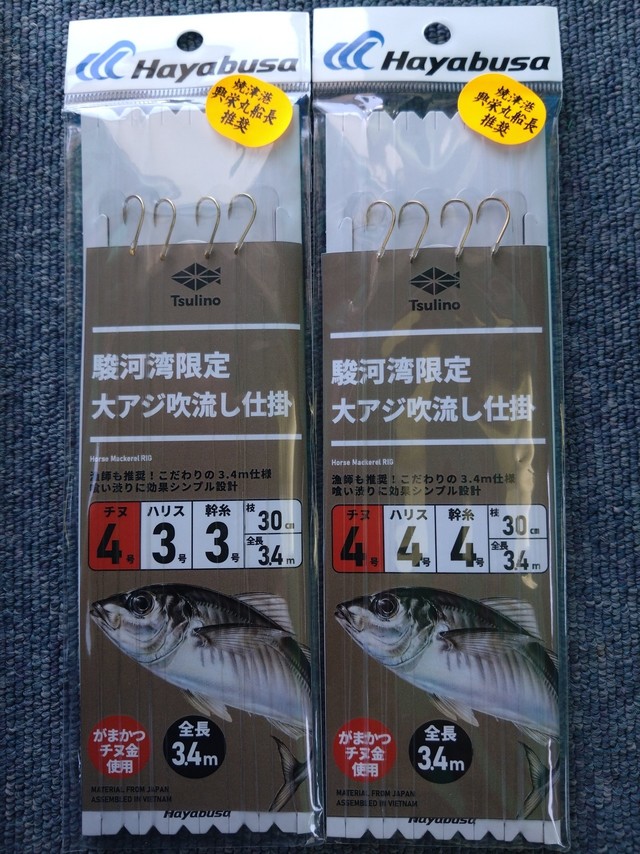 Hayabusa
焼津港
興栄丸船長
推奨
Tsulino
駿河湾限定
大アジ吹流し仕掛
Horse Mackerel RIG
漁師も推奨!こだわりの3.4m仕様
喰い渋りに効果シンプル設計
チヌ 4号
ハリス 3号
幹糸 3号
枝 30cm
全長 3.4m
がまかつ
チヌ金
使用
全長
3.4m
MATERIAL FROM JAPAN
ASSEMBLED IN VIETNAM
Hayabusa
Hayabusa
焼津港
興栄丸船長
推奨
Tsulino
駿河湾限定
大アジ吹流し仕掛
Horse Mackerel RIG
漁師も推奨!こだわりの3.4m仕様
喰い渋りに効果シンプル設計
チヌ 4号
ハリス 4号
幹糸 4号
枝 30cm
全長 3.4m
がまかつ
チヌ金
使用
全長
3.4m
MATERIAL FROM JAPAN
ASSEMBLED IN VIETNAM
Hayabusa